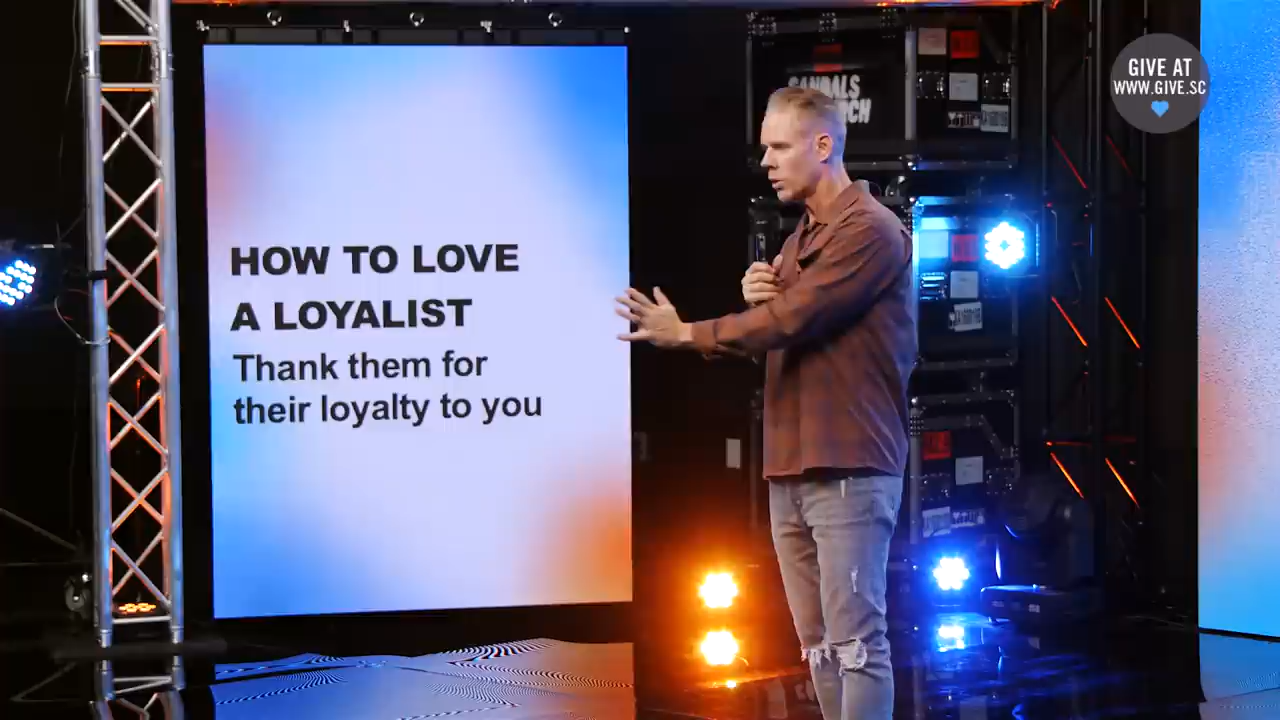 HOW TO LOVE
A LOYALIST
Thank them for
their loyalty to you
GIVE AT
WWW.GIVE.SC